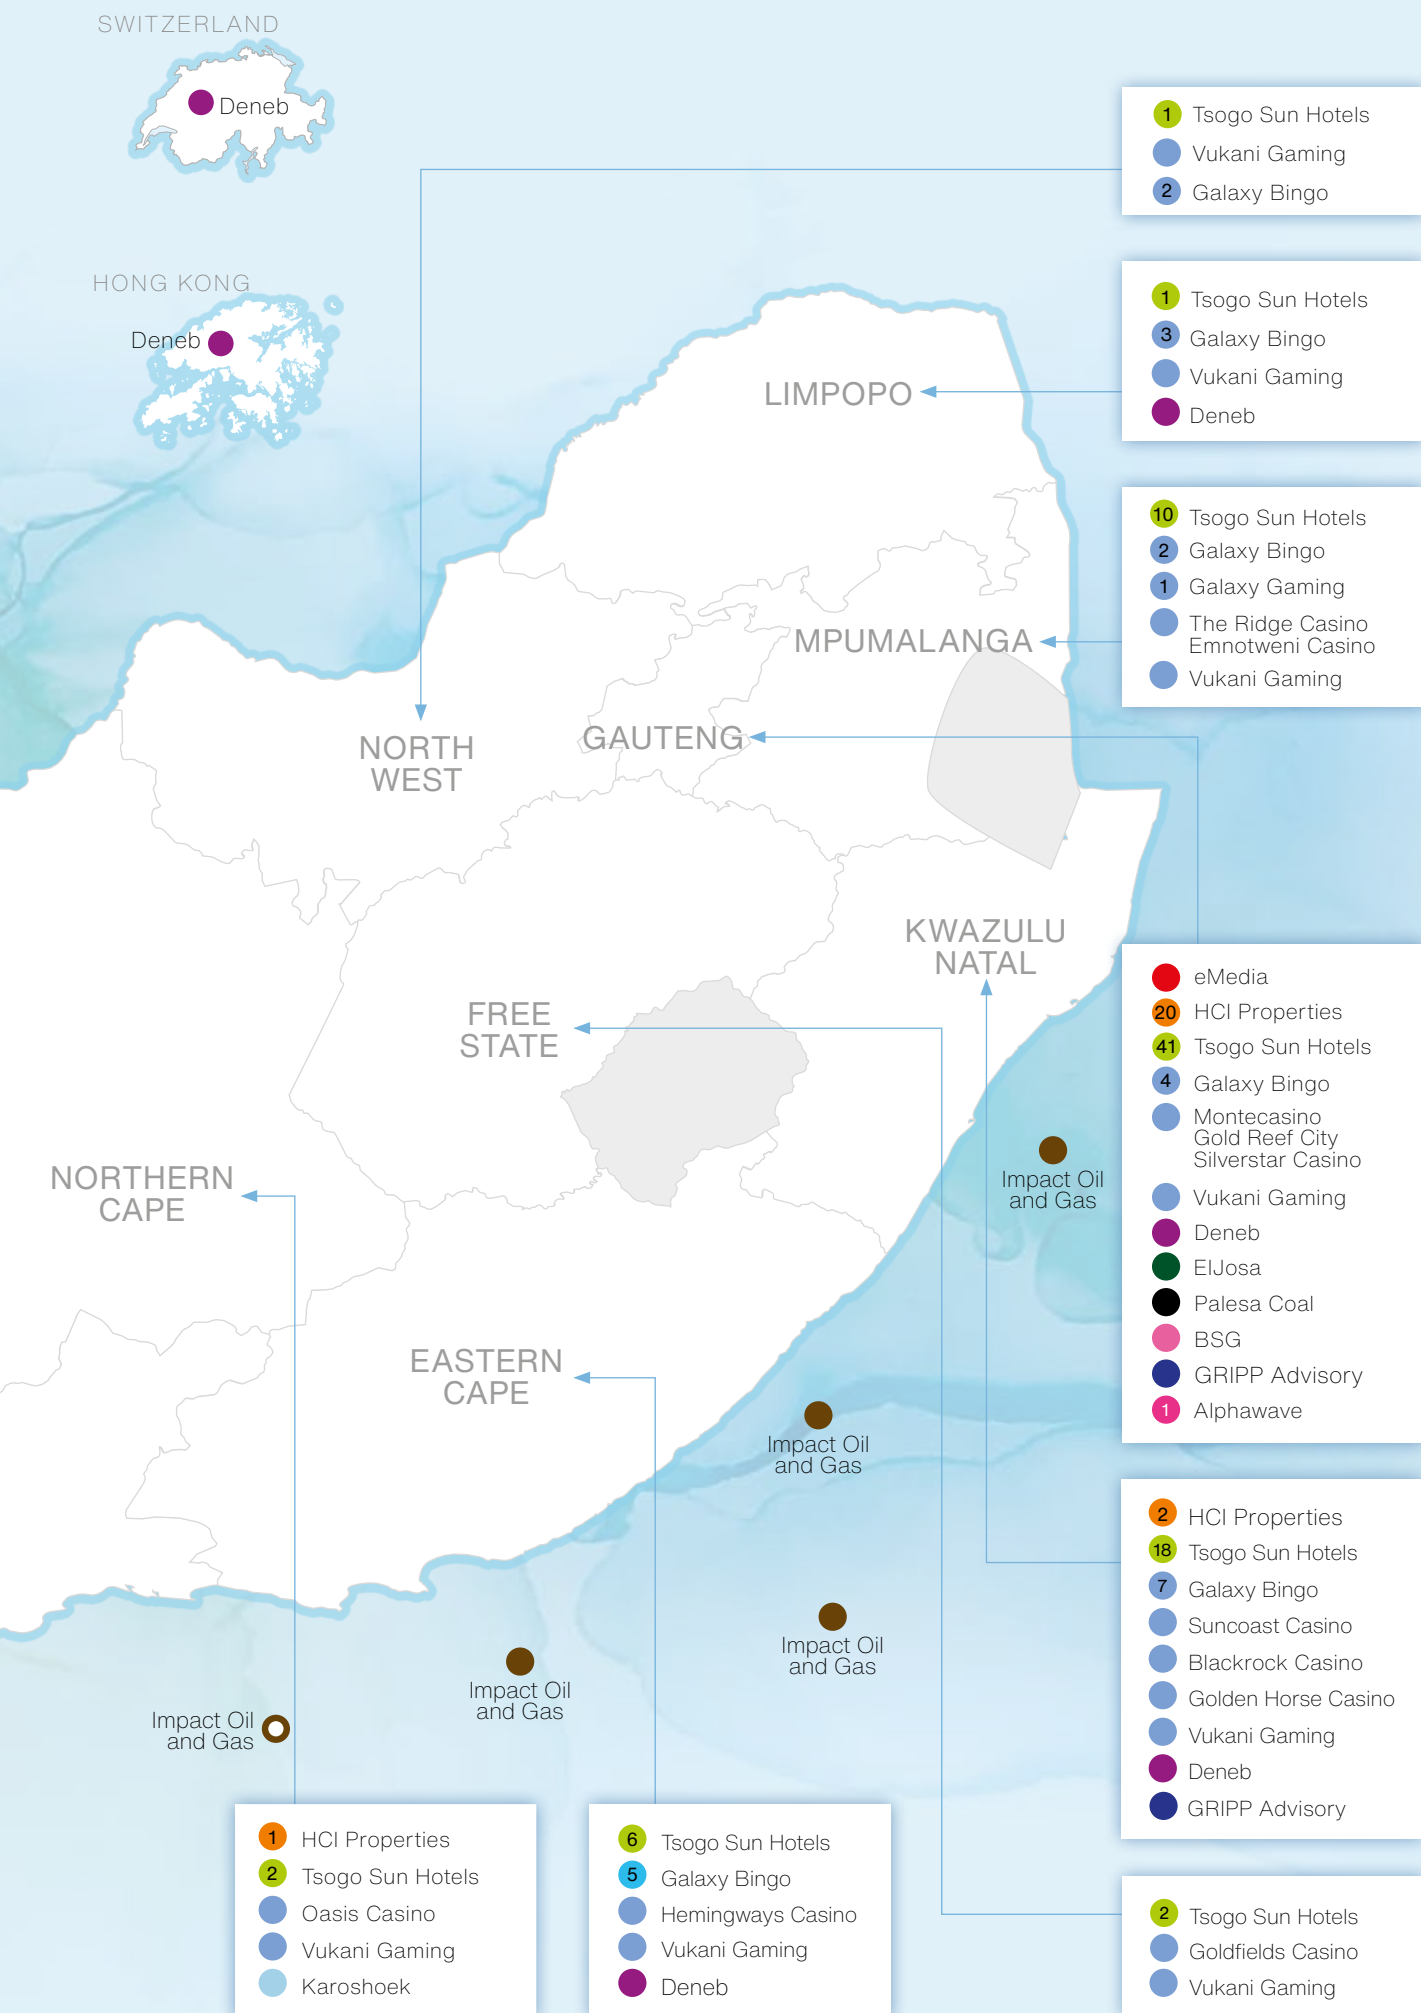 SWITZERLAND
Deneb
HONG KONG
Deneb
1 Tsogo Sun Hotels
Vukani Gaming
2 Galaxy Bingo
1 Tsogo Sun Hotels
3 Galaxy Bingo
Vukani Gaming
Deneb
LIMPOPO
10 Tsogo Sun Hotels
2 Galaxy Bingo
1 Galaxy Gaming
The Ridge Casino
Emnotweni Casino
Vukani Gaming
MPUMALANGA
GAUTENG
NORTH
WEST
KWAZULU
NATAL
FREE
STATE
NORTHERN
CAPE
EASTERN
CAPE
eMedia
20 HCI Properties
41 Tsogo Sun Hotels
4 Galaxy Bingo
Montecasino
Gold Reef City
Silverstar Casino
Vukani Gaming
Deneb
ElJosa
Palesa Coal
BSG
GRIPP Advisory
1 Alphawave
Impact Oil
and Gas
Impact Oil
and Gas
Impact Oil
and Gas
Impact Oil
and Gas
Impact Oil
and Gas
2 HCI Properties
18 Tsogo Sun Hotels
7 Galaxy Bingo
Suncoast Casino
Blackrock Casino
Golden Horse Casino
Vukani Gaming
Deneb
GRIPP Advisory
1 HCI Properties
2 Tsogo Sun Hotels
Oasis Casino
Vukani Gaming
Karoshoek
6 Tsogo Sun Hotels
5 Galaxy Bingo
Hemingways Casino
Vukani Gaming
Deneb
2 Tsogo Sun Hotels
Goldfields Casino
Vukani Gaming